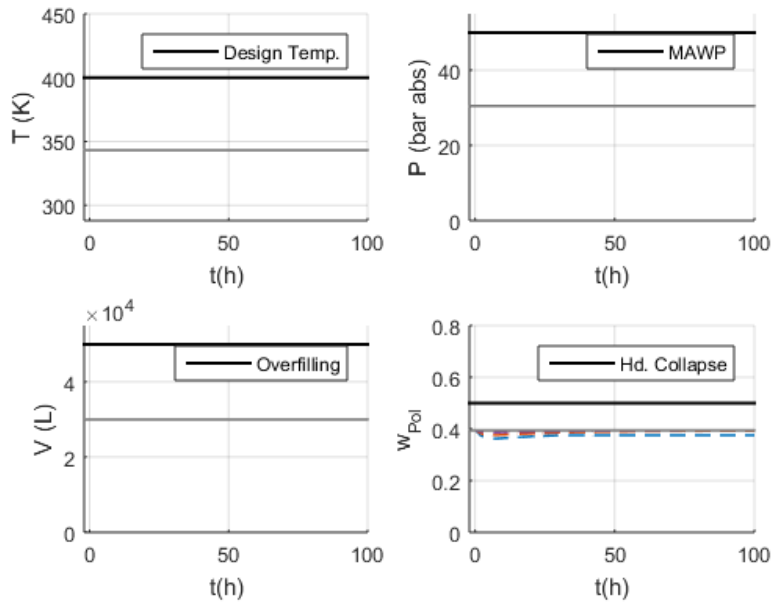 450
400
350
300
T (K)
Design Temp.
0 50 100
t(h)
40
20
0
P (bar abs)
MAWP
0 50 100
t(h)
× 10⁴
4
2
0
V (L)
Overfilling
0 50 100
t(h)
0.8
0.6
0.4
0.2
0
w_Pol
Hd. Collapse
0 50 100
t(h)